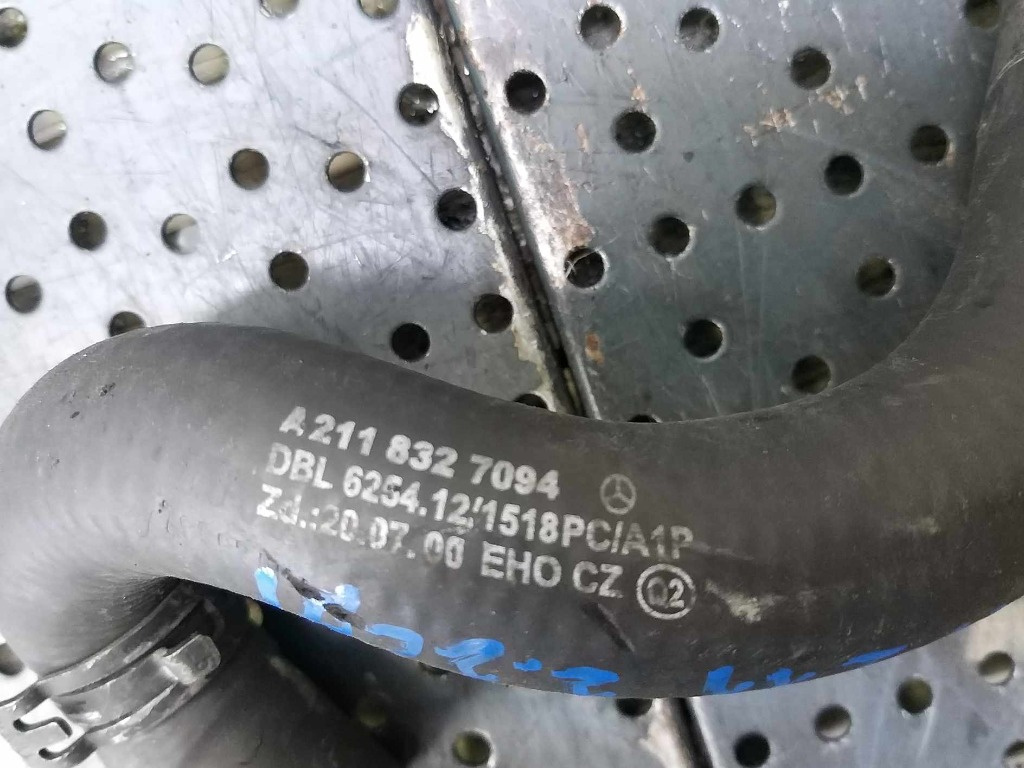 A 211 832 7094
DBL 6254.12/1518PC/A1P
Zd.:20.07.00 EHO CZ Q2